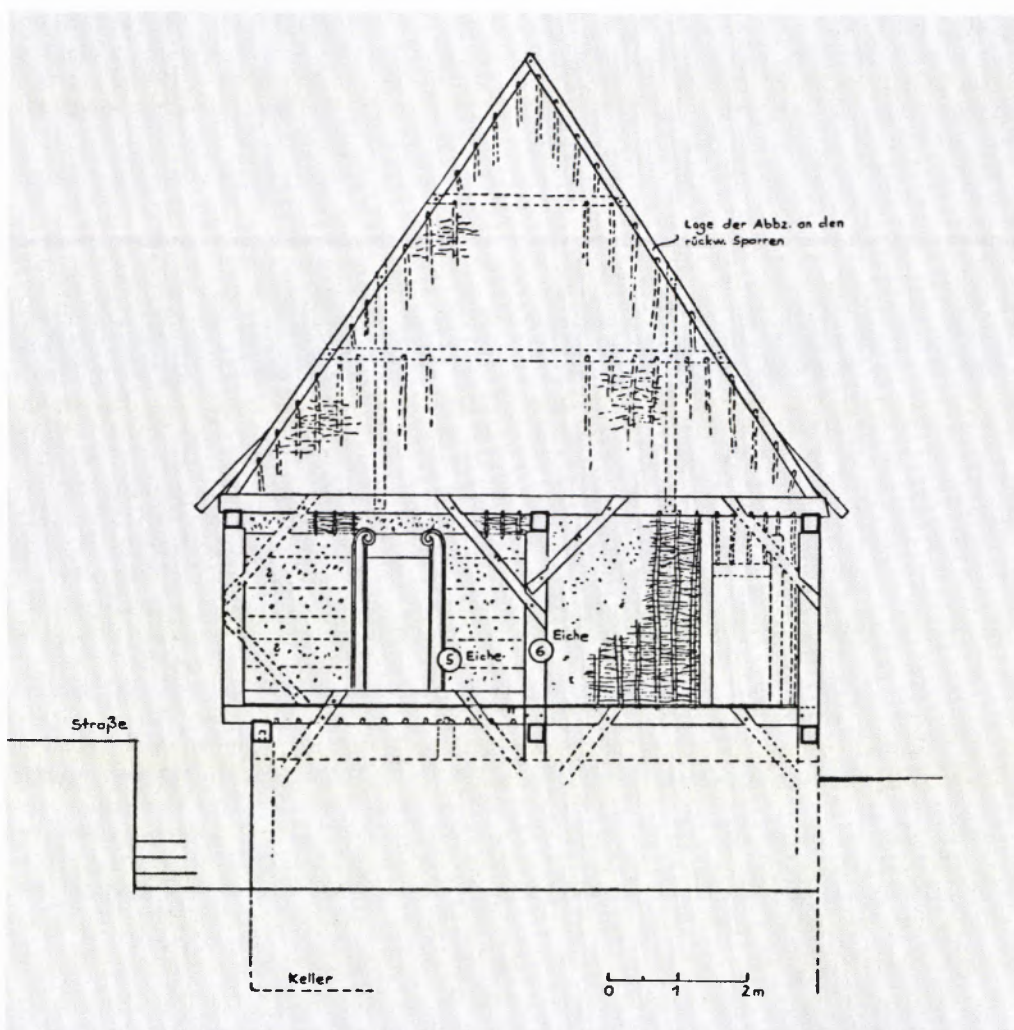 Lage der Abbz. an den
rückw. Sparren
Eiche
6
5 Eiche
Straße
Keller
0 1 2m